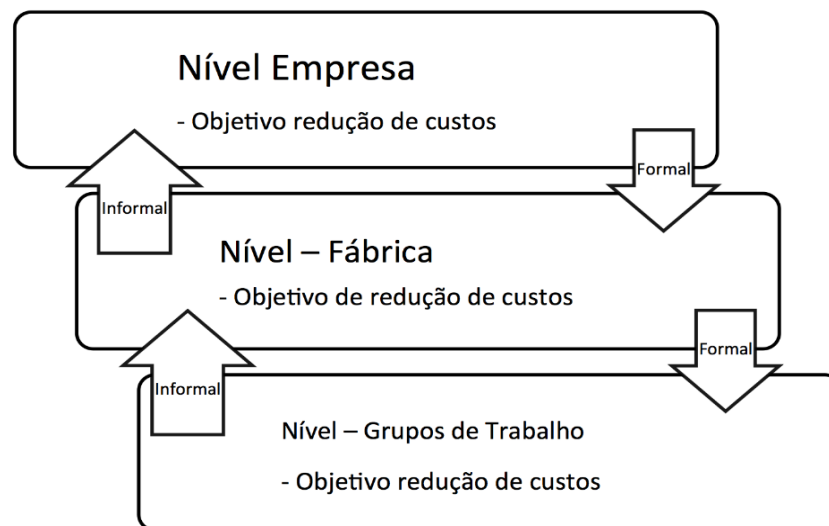 Nível Empresa
- Objetivo redução de custos
Informal
Formal
Nível – Fábrica
- Objetivo de redução de custos
Informal
Formal
Nível – Grupos de Trabalho
- Objetivo redução de custos